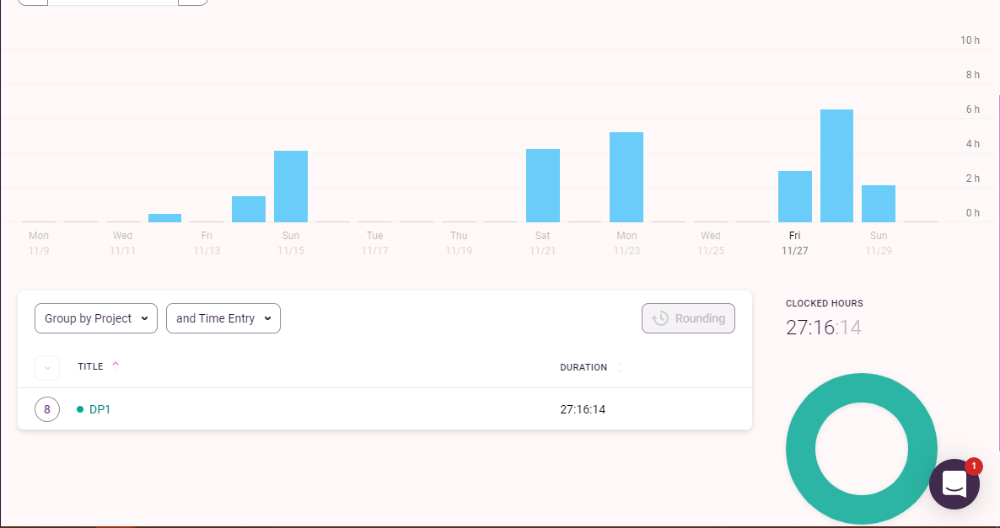 10 h
8 h
6 h
4 h
2 h
0 h
Mon Wed Fri Sun Tue Thu Sat Mon Wed Fri Sun
11/9 11/11 11/13 11/15 11/17 11/19 11/21 11/23 11/25 11/27 11/29
Group by Project and Time Entry Rounding
TITLE DURATION
8 DP1 27:16:14
CLOCKED HOURS
27:16:14
1